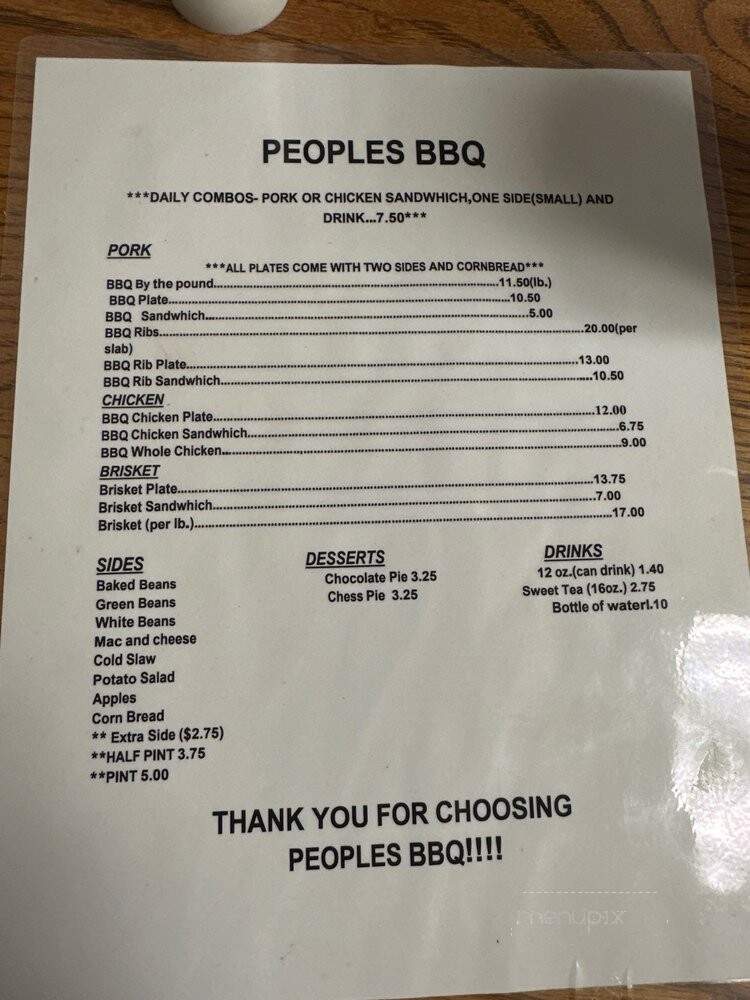 PEOPLES BBQ
***DAILY COMBOS- PORK OR CHICKEN SANDWHICH,ONE SIDE(SMALL) AND
DRINK...7.50***
PORK
***ALL PLATES COME WITH TWO SIDES AND CORNBREAD***
BBQ By the pound...11.50(lb.)
BBQ Plate...10.50
BBQ Sandwhich...5.00
BBQ Ribs...20.00(per
slab)
BBQ Rib Plate...13.00
BBQ Rib Sandwhich...10.50
CHICKEN
BBQ Chicken Plate...12.00
BBQ Chicken Sandwhich...6.75
BBQ Whole Chicken...9.00
BRISKET
Brisket Plate...13.75
Brisket Sandwhich...7.00
Brisket (per lb.)...17.00
SIDES
Baked Beans
Green Beans
White Beans
Mac and cheese
Cold Slaw
Potato Salad
Apples
Corn Bread
** Extra Side ($2.75)
**HALF PINT 3.75
**PINT 5.00
DESSERTS
Chocolate Pie 3.25
Chess Pie 3.25
DRINKS
12 oz.(can drink) 1.40
Sweet Tea (16oz.) 2.75
Bottle of waterl.10
THANK YOU FOR CHOOSING
PEOPLES BBQ!!!!
menupix